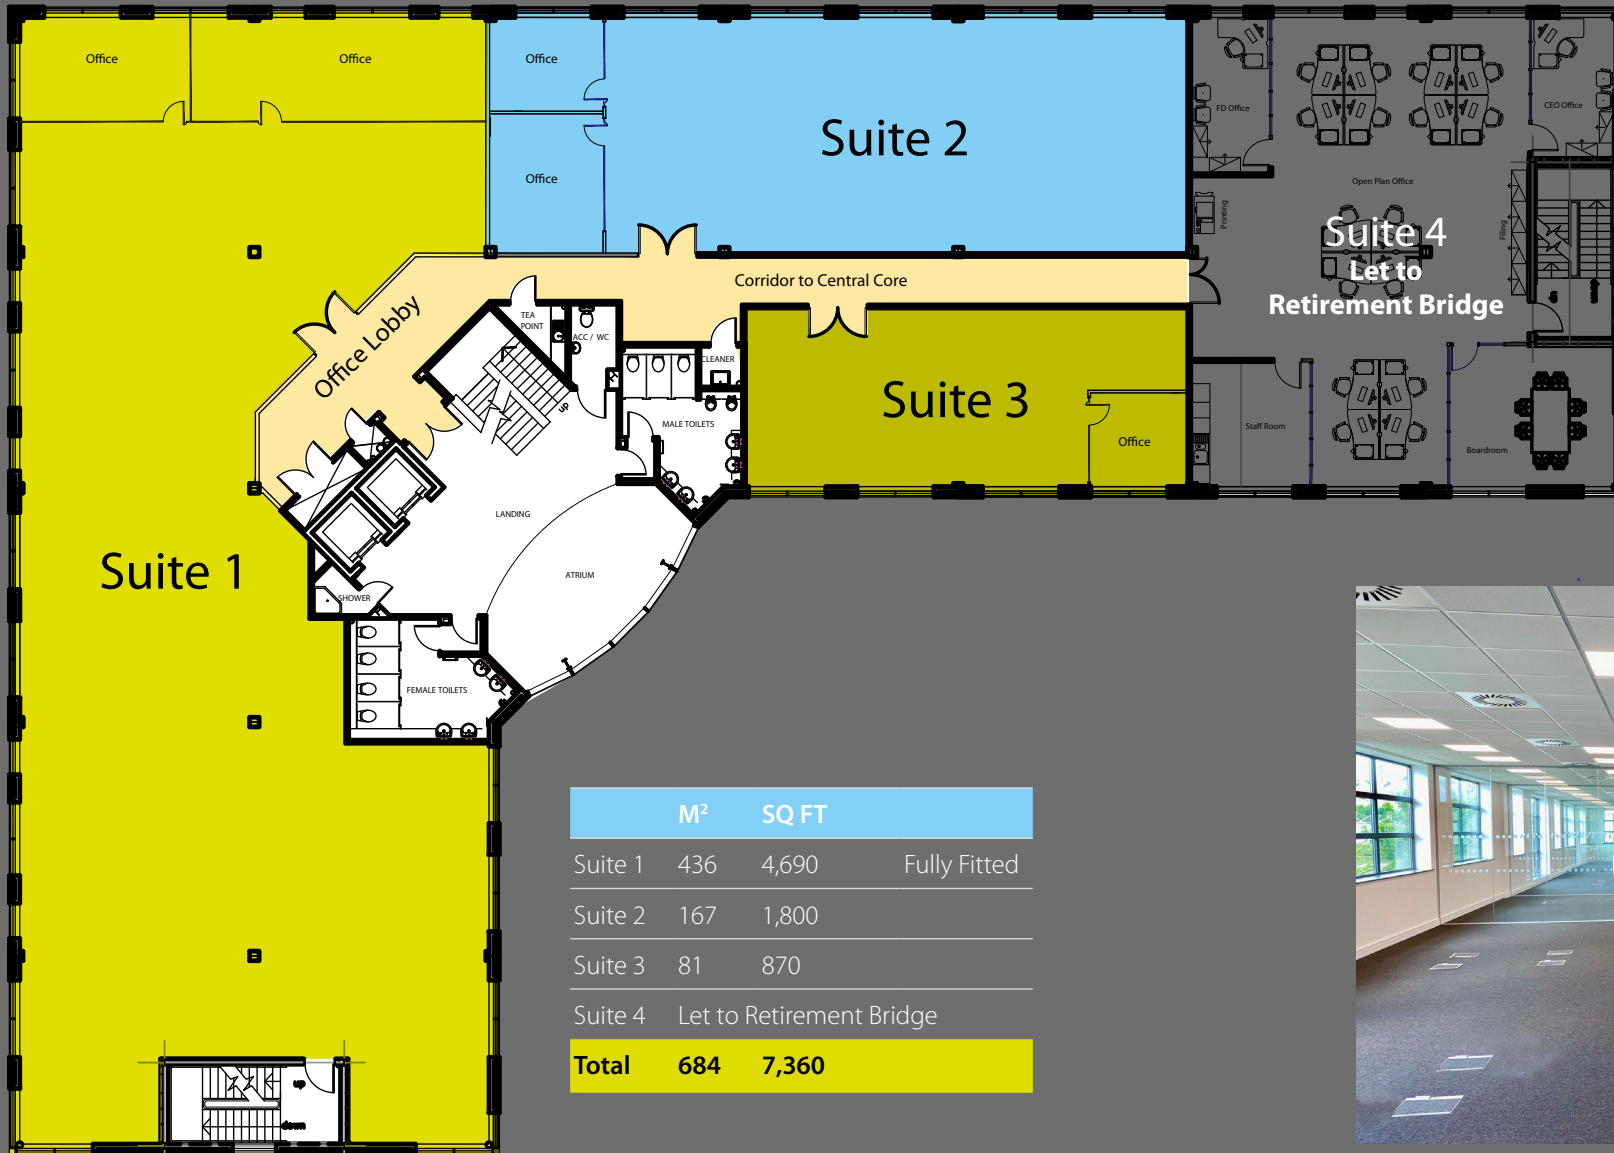 Office
Office
Office
Office
Suite 2
FD Office
CEO Office
Open Plan Office
Printing
Filing
Suite 4
Let to
Retirement Bridge
up
down
Corridor to Central Core
Office Lobby
TEA
POINT
ACC / WC
CLEANER
up
MALE TOILETS
Suite 3
Office
Staff Room
Boardroom
LANDING
ATRIUM
Suite 1
SHOWER
FEMALE TOILETS
M² SQ FT
Suite 1 436 4,690 Fully Fitted
Suite 2 167 1,800
Suite 3 81 870
Suite 4 Let to Retirement Bridge
Total 684 7,360
up
down